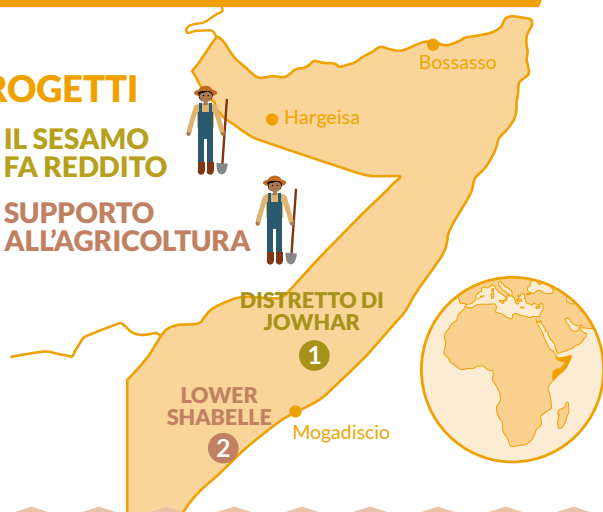 ROGETTI
IL SESAMO
FA REDDITO
SUPPORTO
ALL'AGRICOLTURA
Bossasso
Hargeisa
DISTRETTO DI
JOWHAR
1
LOWER
SHABELLE
2
Mogadiscio